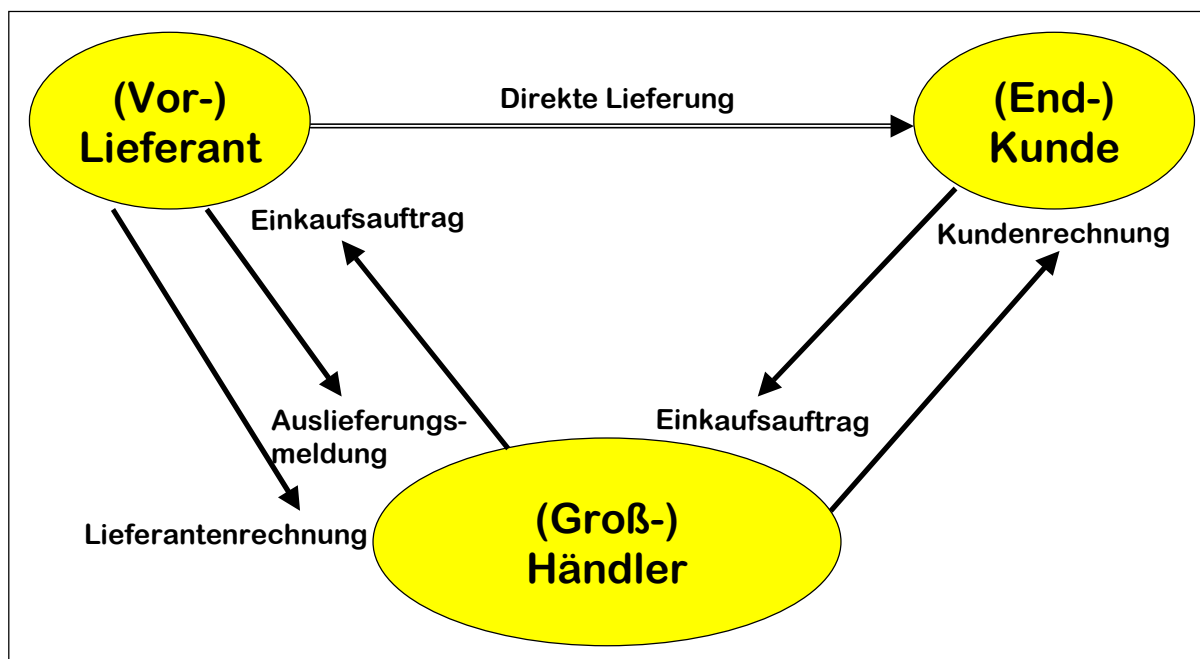 (Vor-)
Lieferant
Direkte Lieferung
(End-)
Kunde
Einkaufsauftrag
Kundenrechnung
Auslieferungs-
meldung
Einkaufsauftrag
Lieferantenrechnung
(Groß-)
Händler